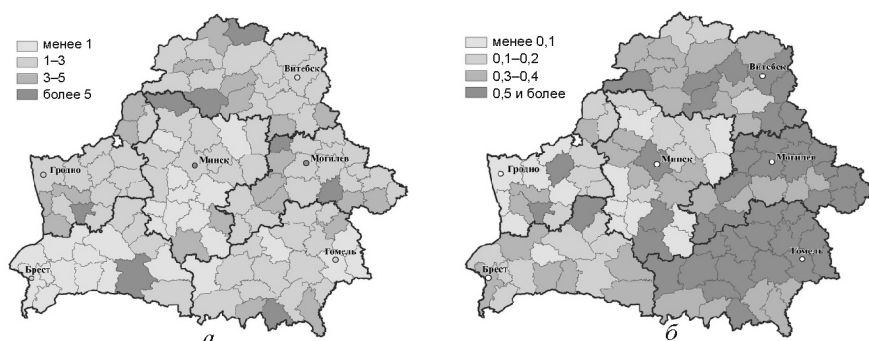 менее 1
1–3
3–5
более 5
Витебск
Минск
Могилев
Гродно
Гомель
Брест
а
менее 0,1
0,1–0,2
0,3–0,4
0,5 и более
Витебск
Минск
Могилев
Гродно
Гомель
Брест
б